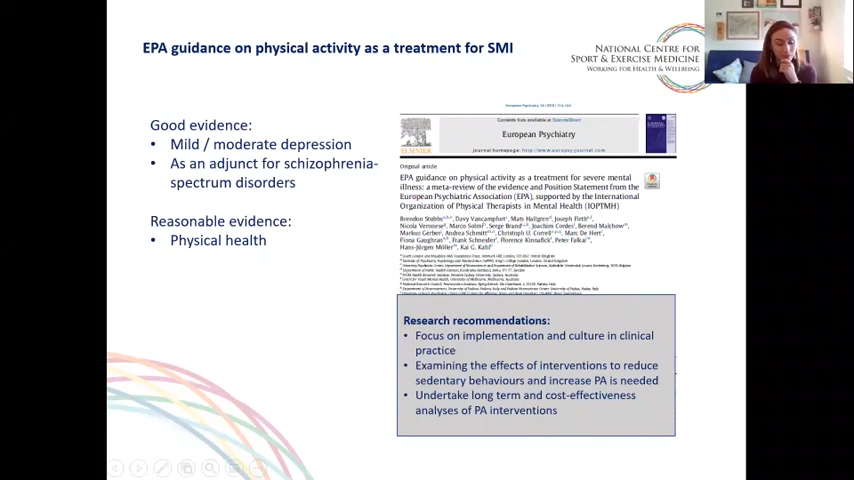 EPA guidance on physical activity as a treatment for SMI
NATIONAL CENTRE FOR
SPORT & EXERCISE MEDICINE
WORKING FOR HEALTH & WELLBEING
Good evidence:
• Mild / moderate depression
• As an adjunct for schizophrenia-
spectrum disorders
Reasonable evidence:
• Physical health
Contents lists available at ScienceDirect
European Psychiatry
journal homepage: http://www.europsy-journal.com
ELSEVIER
Original article
EPA guidance on physical activity as a treatment for severe mental
illness: a meta-review of the evidence and Position Statement from the
European Psychiatric Association (EPA), supported by the International
Organization of Physical Therapists in Mental Health (IOPTMH)
Brendon Stubbs, Davy Vancampfort, Mats Hallgren, Joseph Firth,
Nicola Veronese, Marco Solmi, Serge Brand, Joachim Cordes, Berend Malchow,
Markus Gerber, Andrea Schmitt, Christoph U. Correll, Marc De Hert,
Fiona Gaughran, Frank Schneider, Florence Kinnafick, Peter Falkai,
Hans-Jürgen Möller, Kai G. Kahl
Research recommendations:
• Focus on implementation and culture in clinical
practice
• Examining the effects of interventions to reduce
sedentary behaviours and increase PA is needed
• Undertake long term and cost-effectiveness
analyses of PA interventions